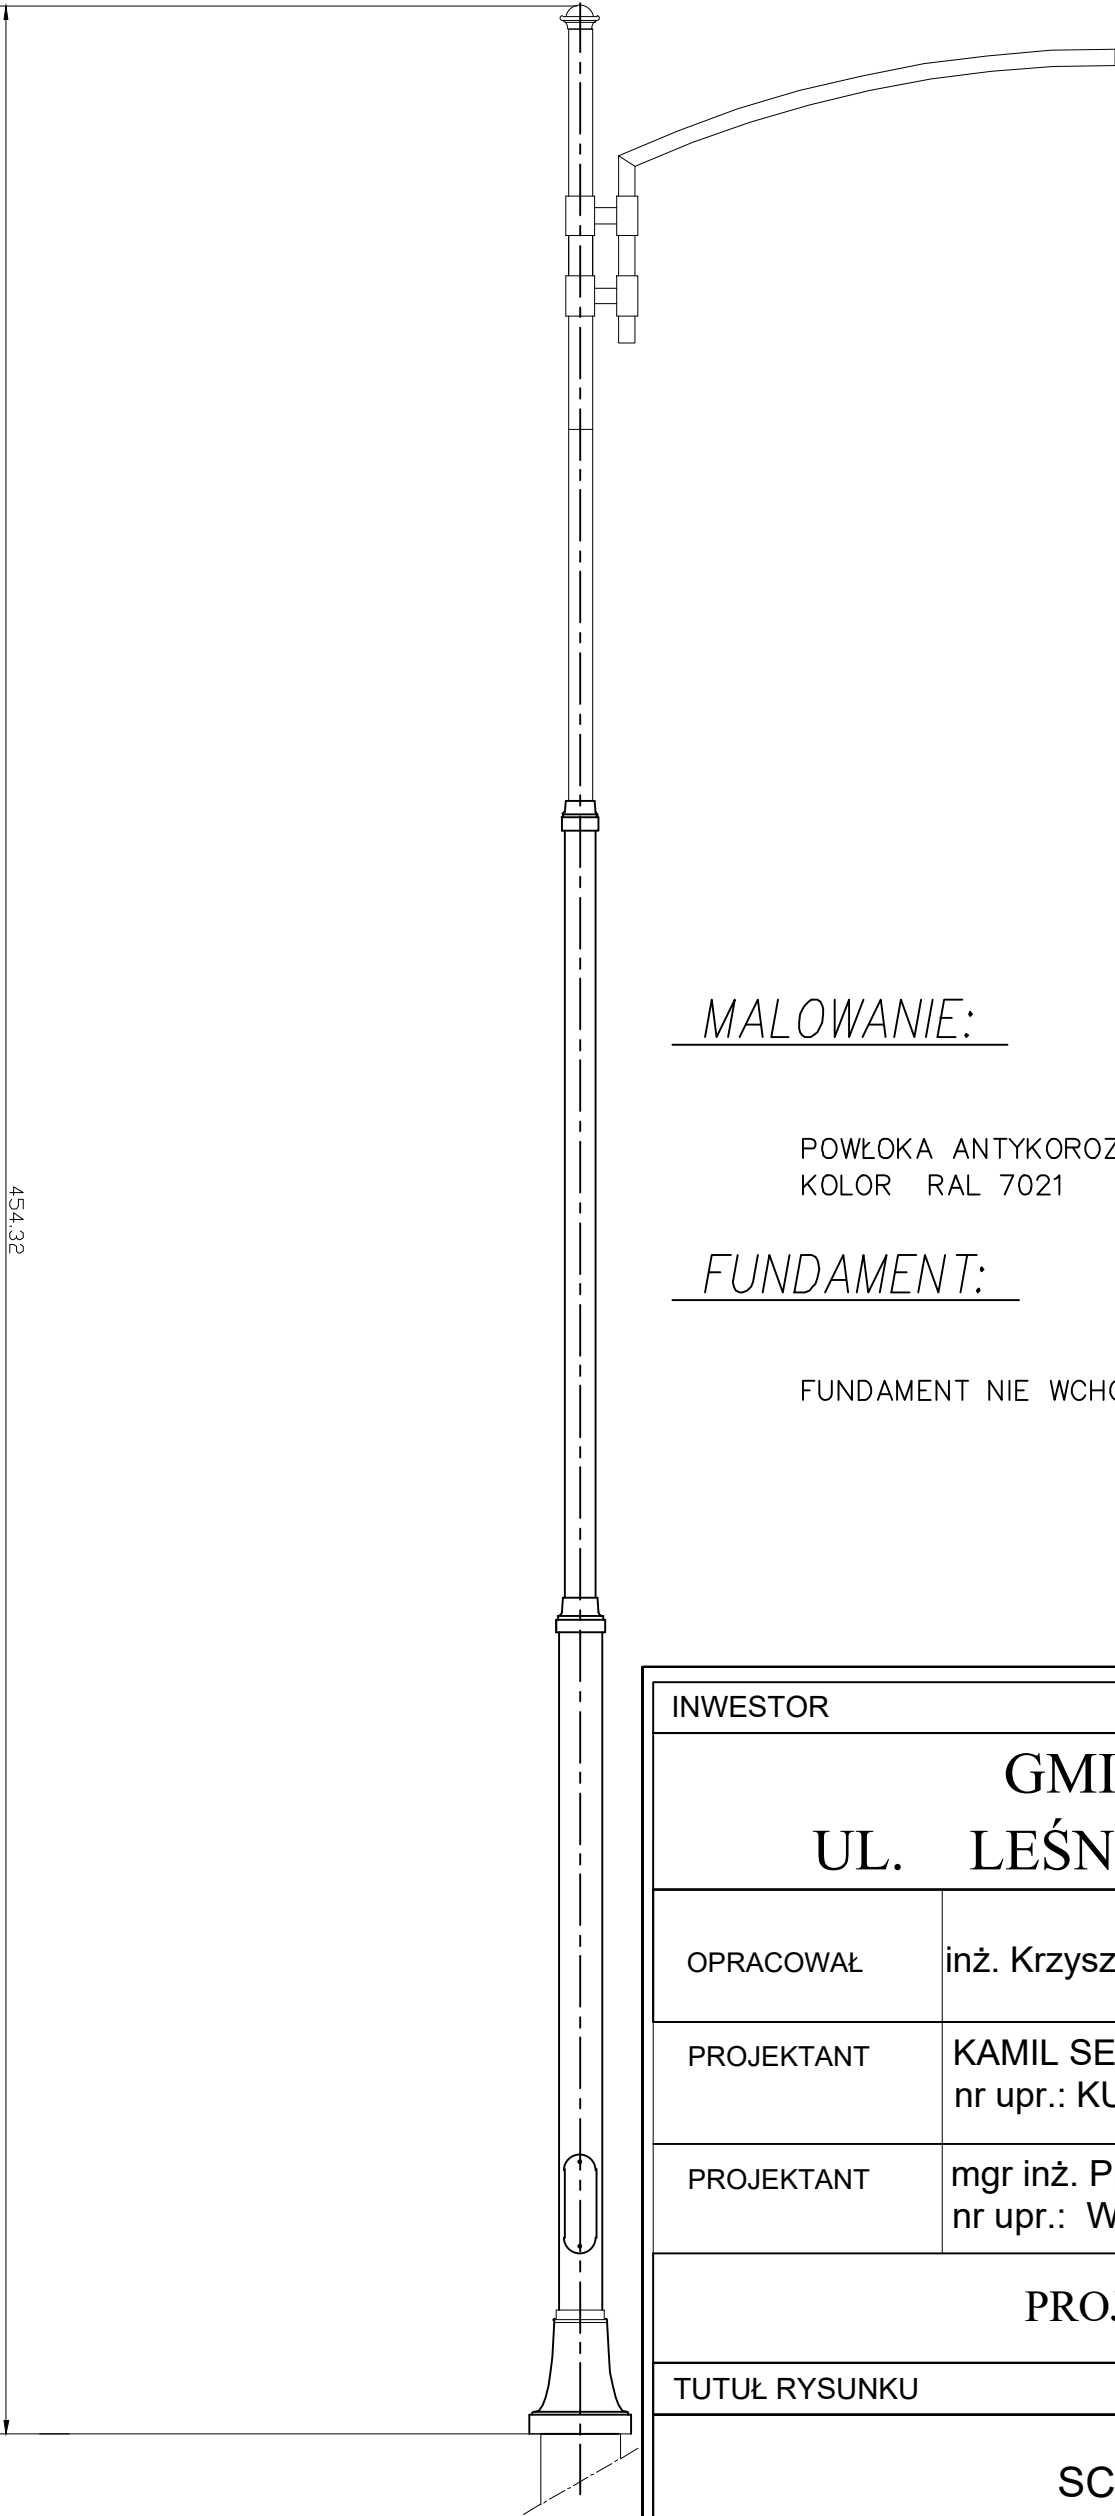 454,32
MALOWANIE:
POWŁOKA ANTYKOROZ
KOLOR RAL 7021
FUNDAMENT:
FUNDAMENT NIE WCHO
INWESTOR
GMI
UL. LEŚN
OPRACOWAŁ inż. Krzysz
PROJEKTANT KAMIL SE
nr upr.: KU
PROJEKTANT mgr inż. P
nr upr.: W
PROJ
TUTUŁ RYSUNKU
SC